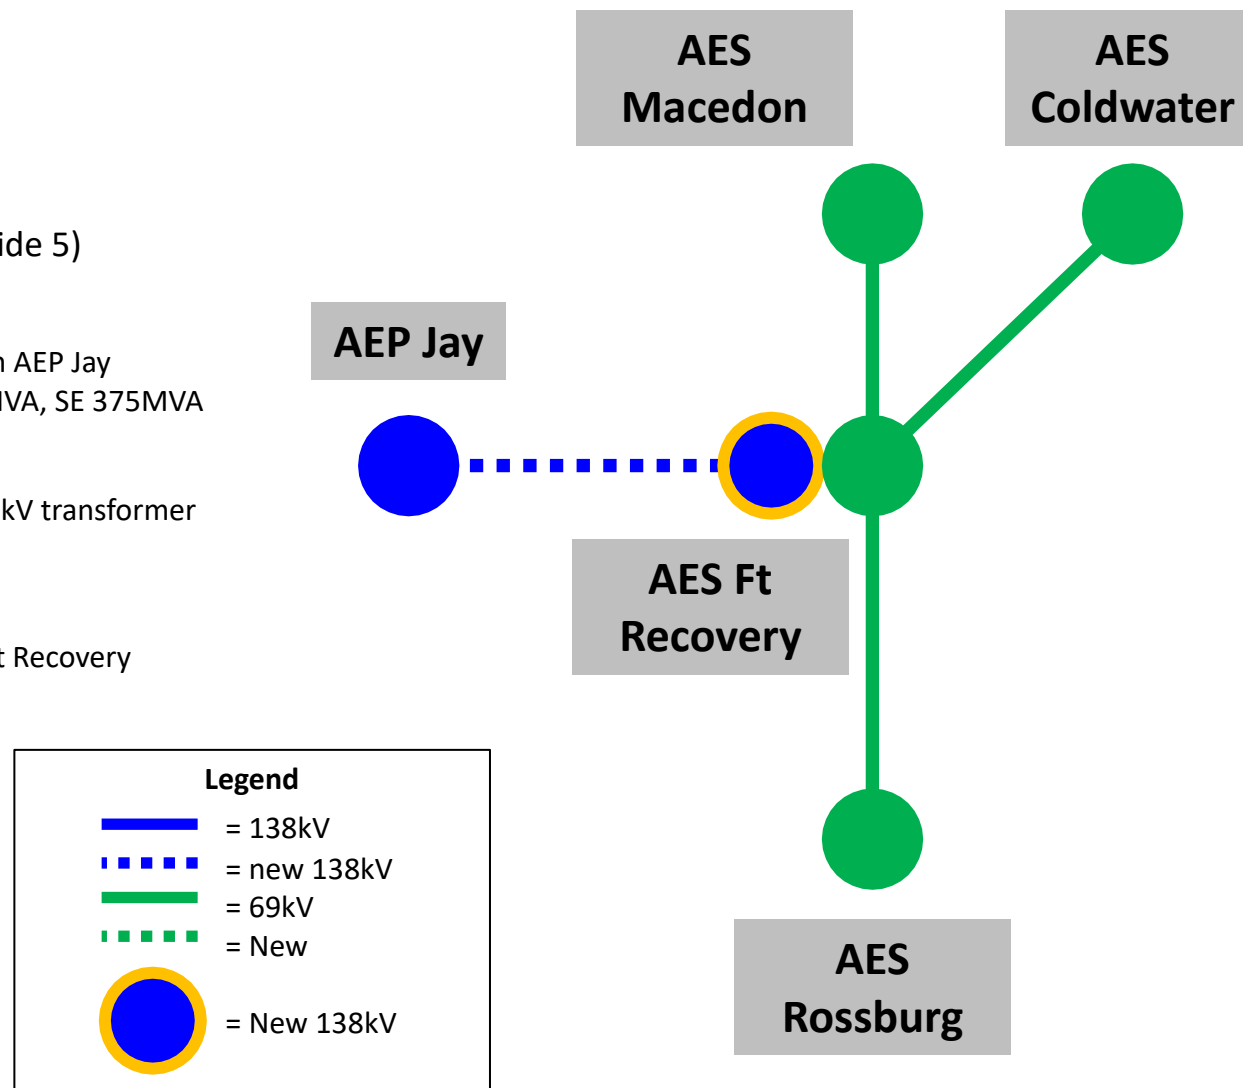 AES
Macedon
AES
Coldwater
ide 5)
AEP Jay
n AEP Jay
MVA, SE 375MVA
kV transformer
AES Ft
Recovery
t Recovery
Legend
= 138kV
= new 138kV
= 69kV
= New
= New 138kV
AES
Rossburg